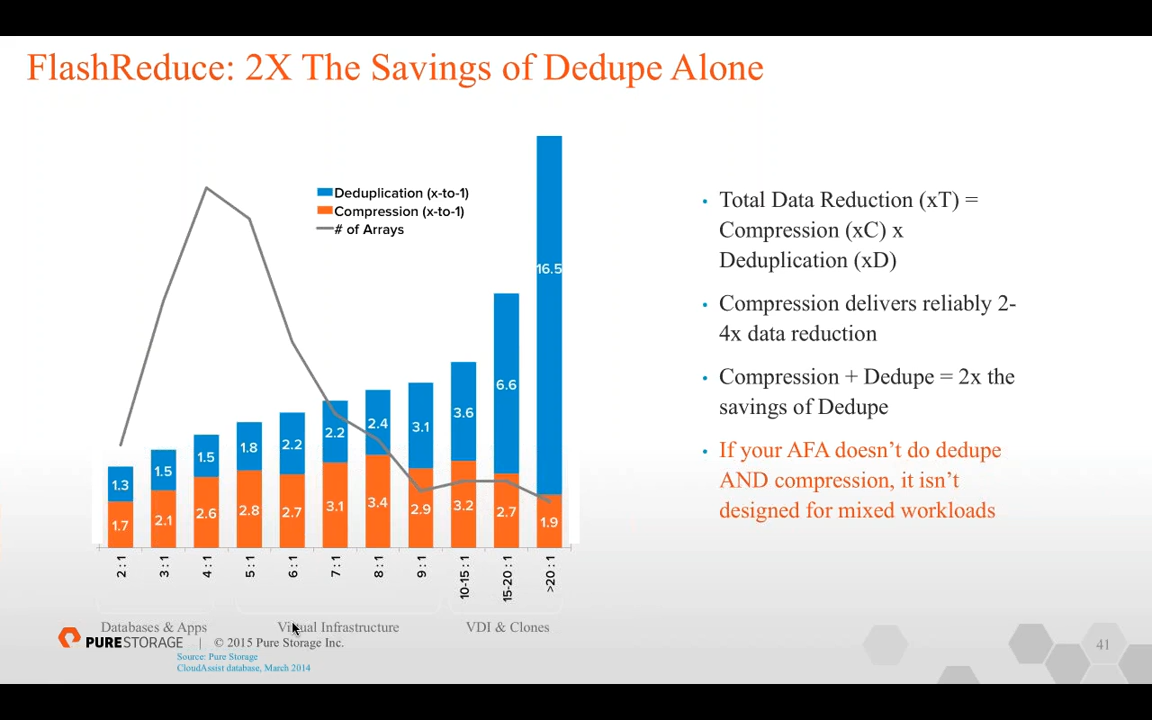 FlashReduce: 2X The Savings of Dedupe Alone
Deduplication (x-to-1)
Compression (x-to-1)
# of Arrays
1.3
1.5
1.5
1.8
2.2
2.2
2.4
3.1
3.6
6.6
16.5
1.7
2.1
2.6
2.8
2.7
3.1
3.4
2.9
3.2
2.7
1.9
2 : 1
3 : 1
4 : 1
5 : 1
6 : 1
7 : 1
8 : 1
9 : 1
10-15 : 1
15-20 : 1
>20 : 1
Databases & Apps
Virtual Infrastructure
VDI & Clones
• Total Data Reduction (xT) =
Compression (xC) x
Deduplication (xD)
• Compression delivers reliably 2-
4x data reduction
• Compression + Dedupe = 2x the
savings of Dedupe
• If your AFA doesn’t do dedupe
AND compression, it isn’t
designed for mixed workloads
PURESTORAGE | © 2015 Pure Storage Inc.
Source: Pure Storage
CloudAssist database, March 2014
41